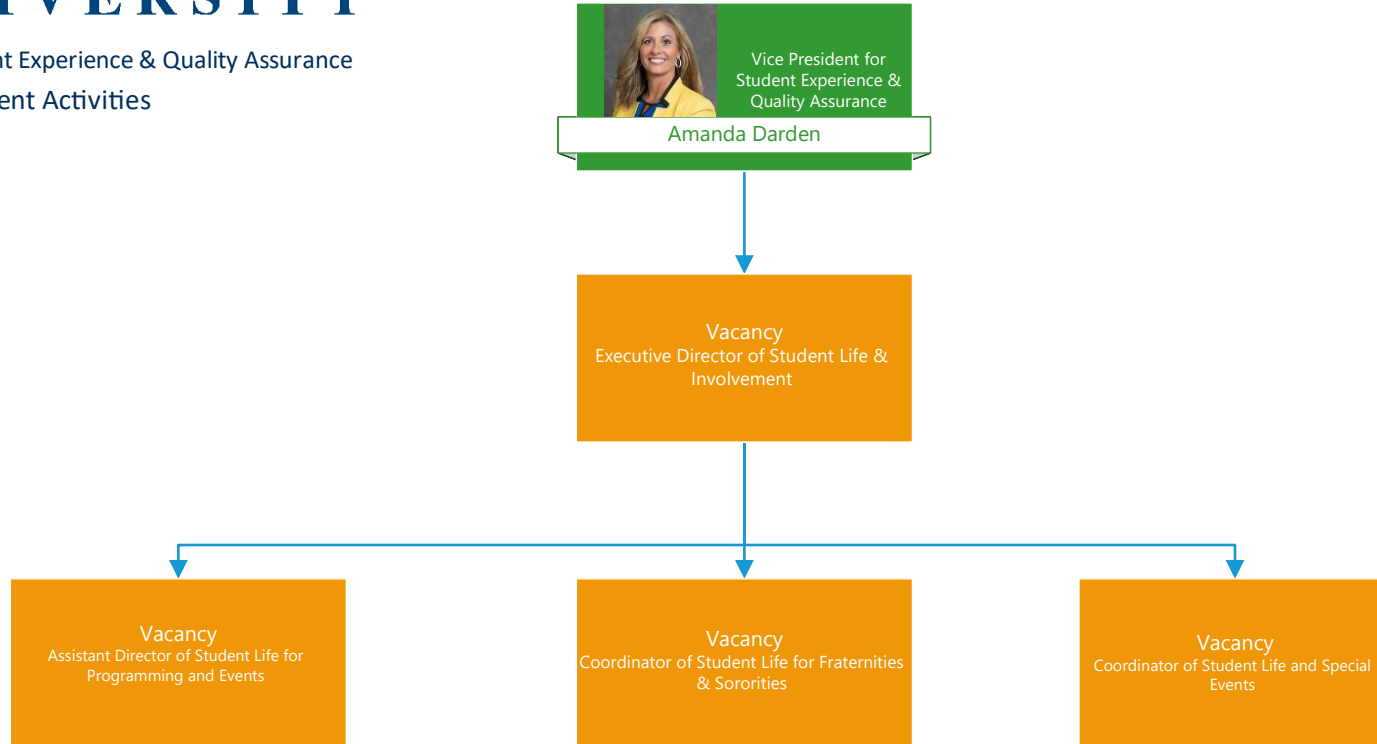 nt Experience & Quality Assurance
ent Activities
Vice President for
Student Experience &
Quality Assurance
Amanda Darden
Vacancy
Executive Director of Student Life &
Involvement
Vacancy
Assistant Director of Student Life for
Programming and Events
Vacancy
Coordinator of Student Life for Fraternities
& Sororities
Vacancy
Coordinator of Student Life and Special
Events